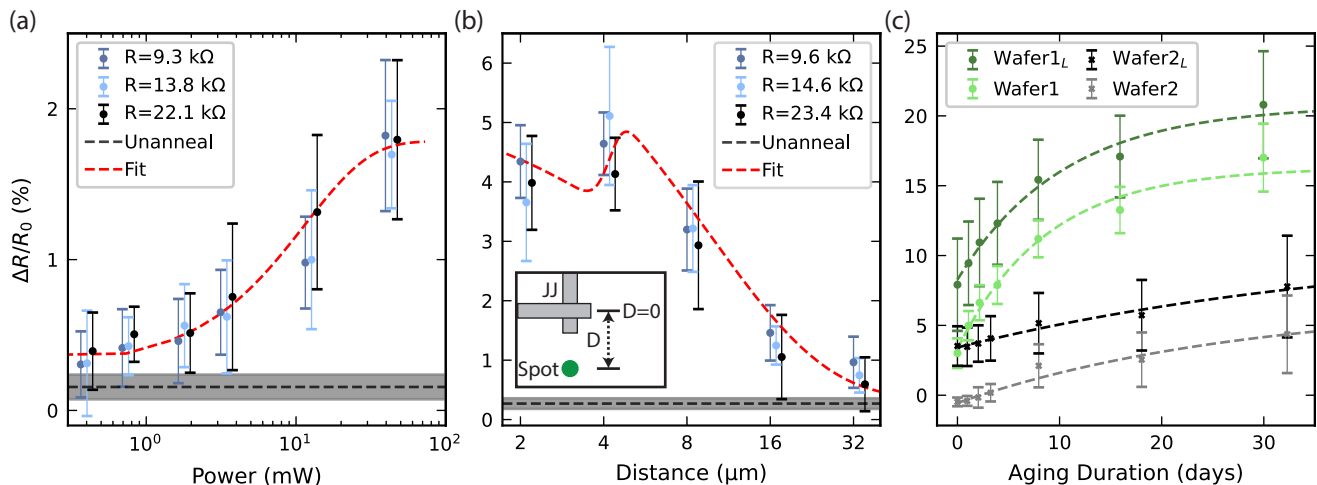 (a)
(b)
(c)
R=9.3 kΩ
R=13.8 kΩ
R=22.1 kΩ
Unanneal
Fit
ΔR/R₀ (%)
2
1
0
10⁰
10¹
10²
Power (mW)
R=9.6 kΩ
R=14.6 kΩ
R=23.4 kΩ
Unanneal
Fit
6
5
4
3
2
1
0
JJ
D=0
D
Spot
2
4
8
16
32
Distance (μm)
Wafer1L
Wafer1
Wafer2L
Wafer2
25
20
15
10
5
0
0
10
20
30
Aging Duration (days)